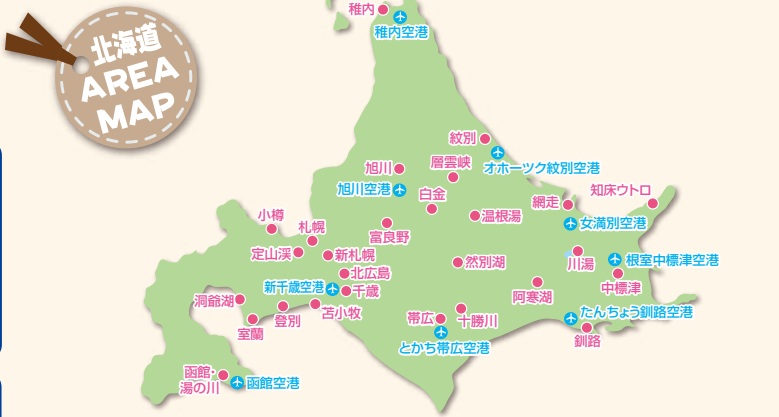 北海道
AREA
MAP
稚内
稚内空港
紋別
オホーツク紋別空港
旭川
層雲峡
旭川空港
白金
知床ウトロ
網走
温根湯
女満別空港
小樽
札幌
富良野
定山渓
新札幌
然別湖
川湯
根室中標津空港
北広島
新千歳空港
千歳
阿寒湖
中標津
洞爺湖
登別
苫小牧
室蘭
帯広
十勝川
たんちょう釧路空港
釧路
とかち帯広空港
函館・
湯の川
函館空港